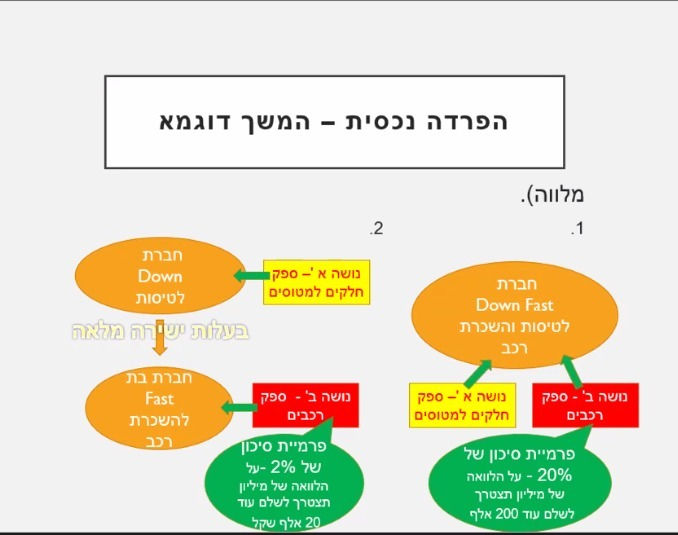 הפרדה נכסית – המשך דוגמא
מלווה).
1.
חברת
Down Fast
לטיסות והשכרת
רכב
נושה ב' - ספק
רכבים
נושה א '– ספק
חלקים למטוסים
פרמיית סיכון של
20% - על הלוואה
של מיליון תצטרך
לשלם עוד 200 אלף
2.
חברת
Down
לטיסות
נושה א '– ספק
חלקים למטוסים
בעלות ישירה מלאה
חברת בת
Fast
להשכרת
רכב
נושה ב' - ספק
רכבים
פרמיית סיכון
של 2% -על
הלוואה של מיליון
תצטרך לשלם עוד
20 אלף שקל